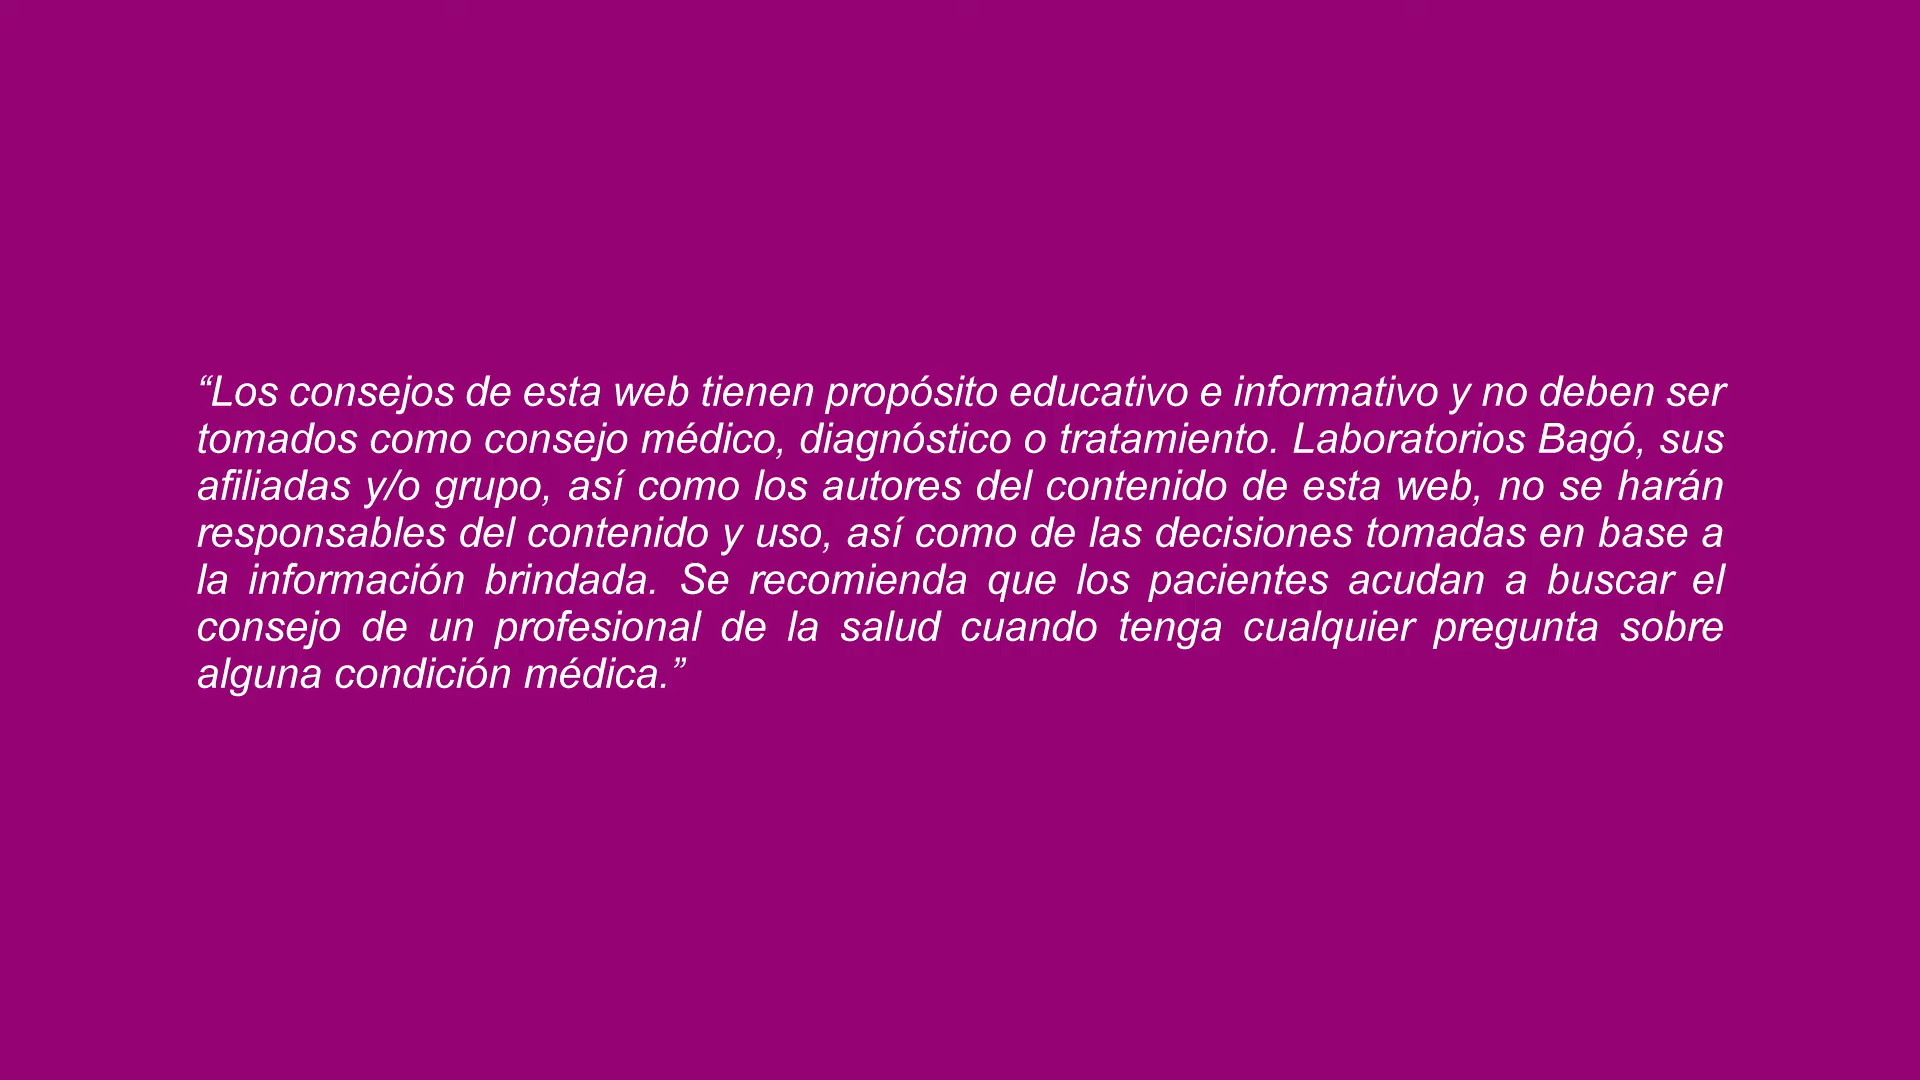 “Los consejos de esta web tienen propósito educativo e informativo y no deben ser
tomados como consejo médico, diagnóstico o tratamiento. Laboratorios Bagó, sus
afiliadas y/o grupo, así como los autores del contenido de esta web, no se harán
responsables del contenido y uso, así como de las decisiones tomadas en base a
la información brindada. Se recomienda que los pacientes acudan a buscar el
consejo de un profesional de la salud cuando tenga cualquier pregunta sobre
alguna condición médica.”